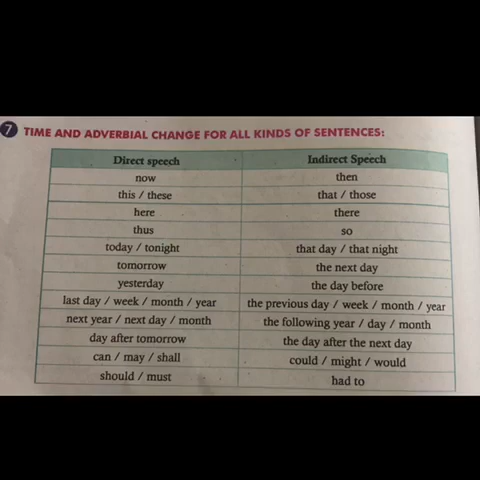 7 TIME AND ADVERBIAL CHANGE FOR ALL KINDS OF SENTENCES:
Direct speech Indirect Speech
now then
this / these that / those
here there
thus so
today / tonight that day / that night
tomorrow the next day
yesterday the day before
last day / week / month / year the previous day / week / month / year
next year / next day / month the following year / day / month
day after tomorrow the day after the next day
can / may / shall could / might / would
should / must had to